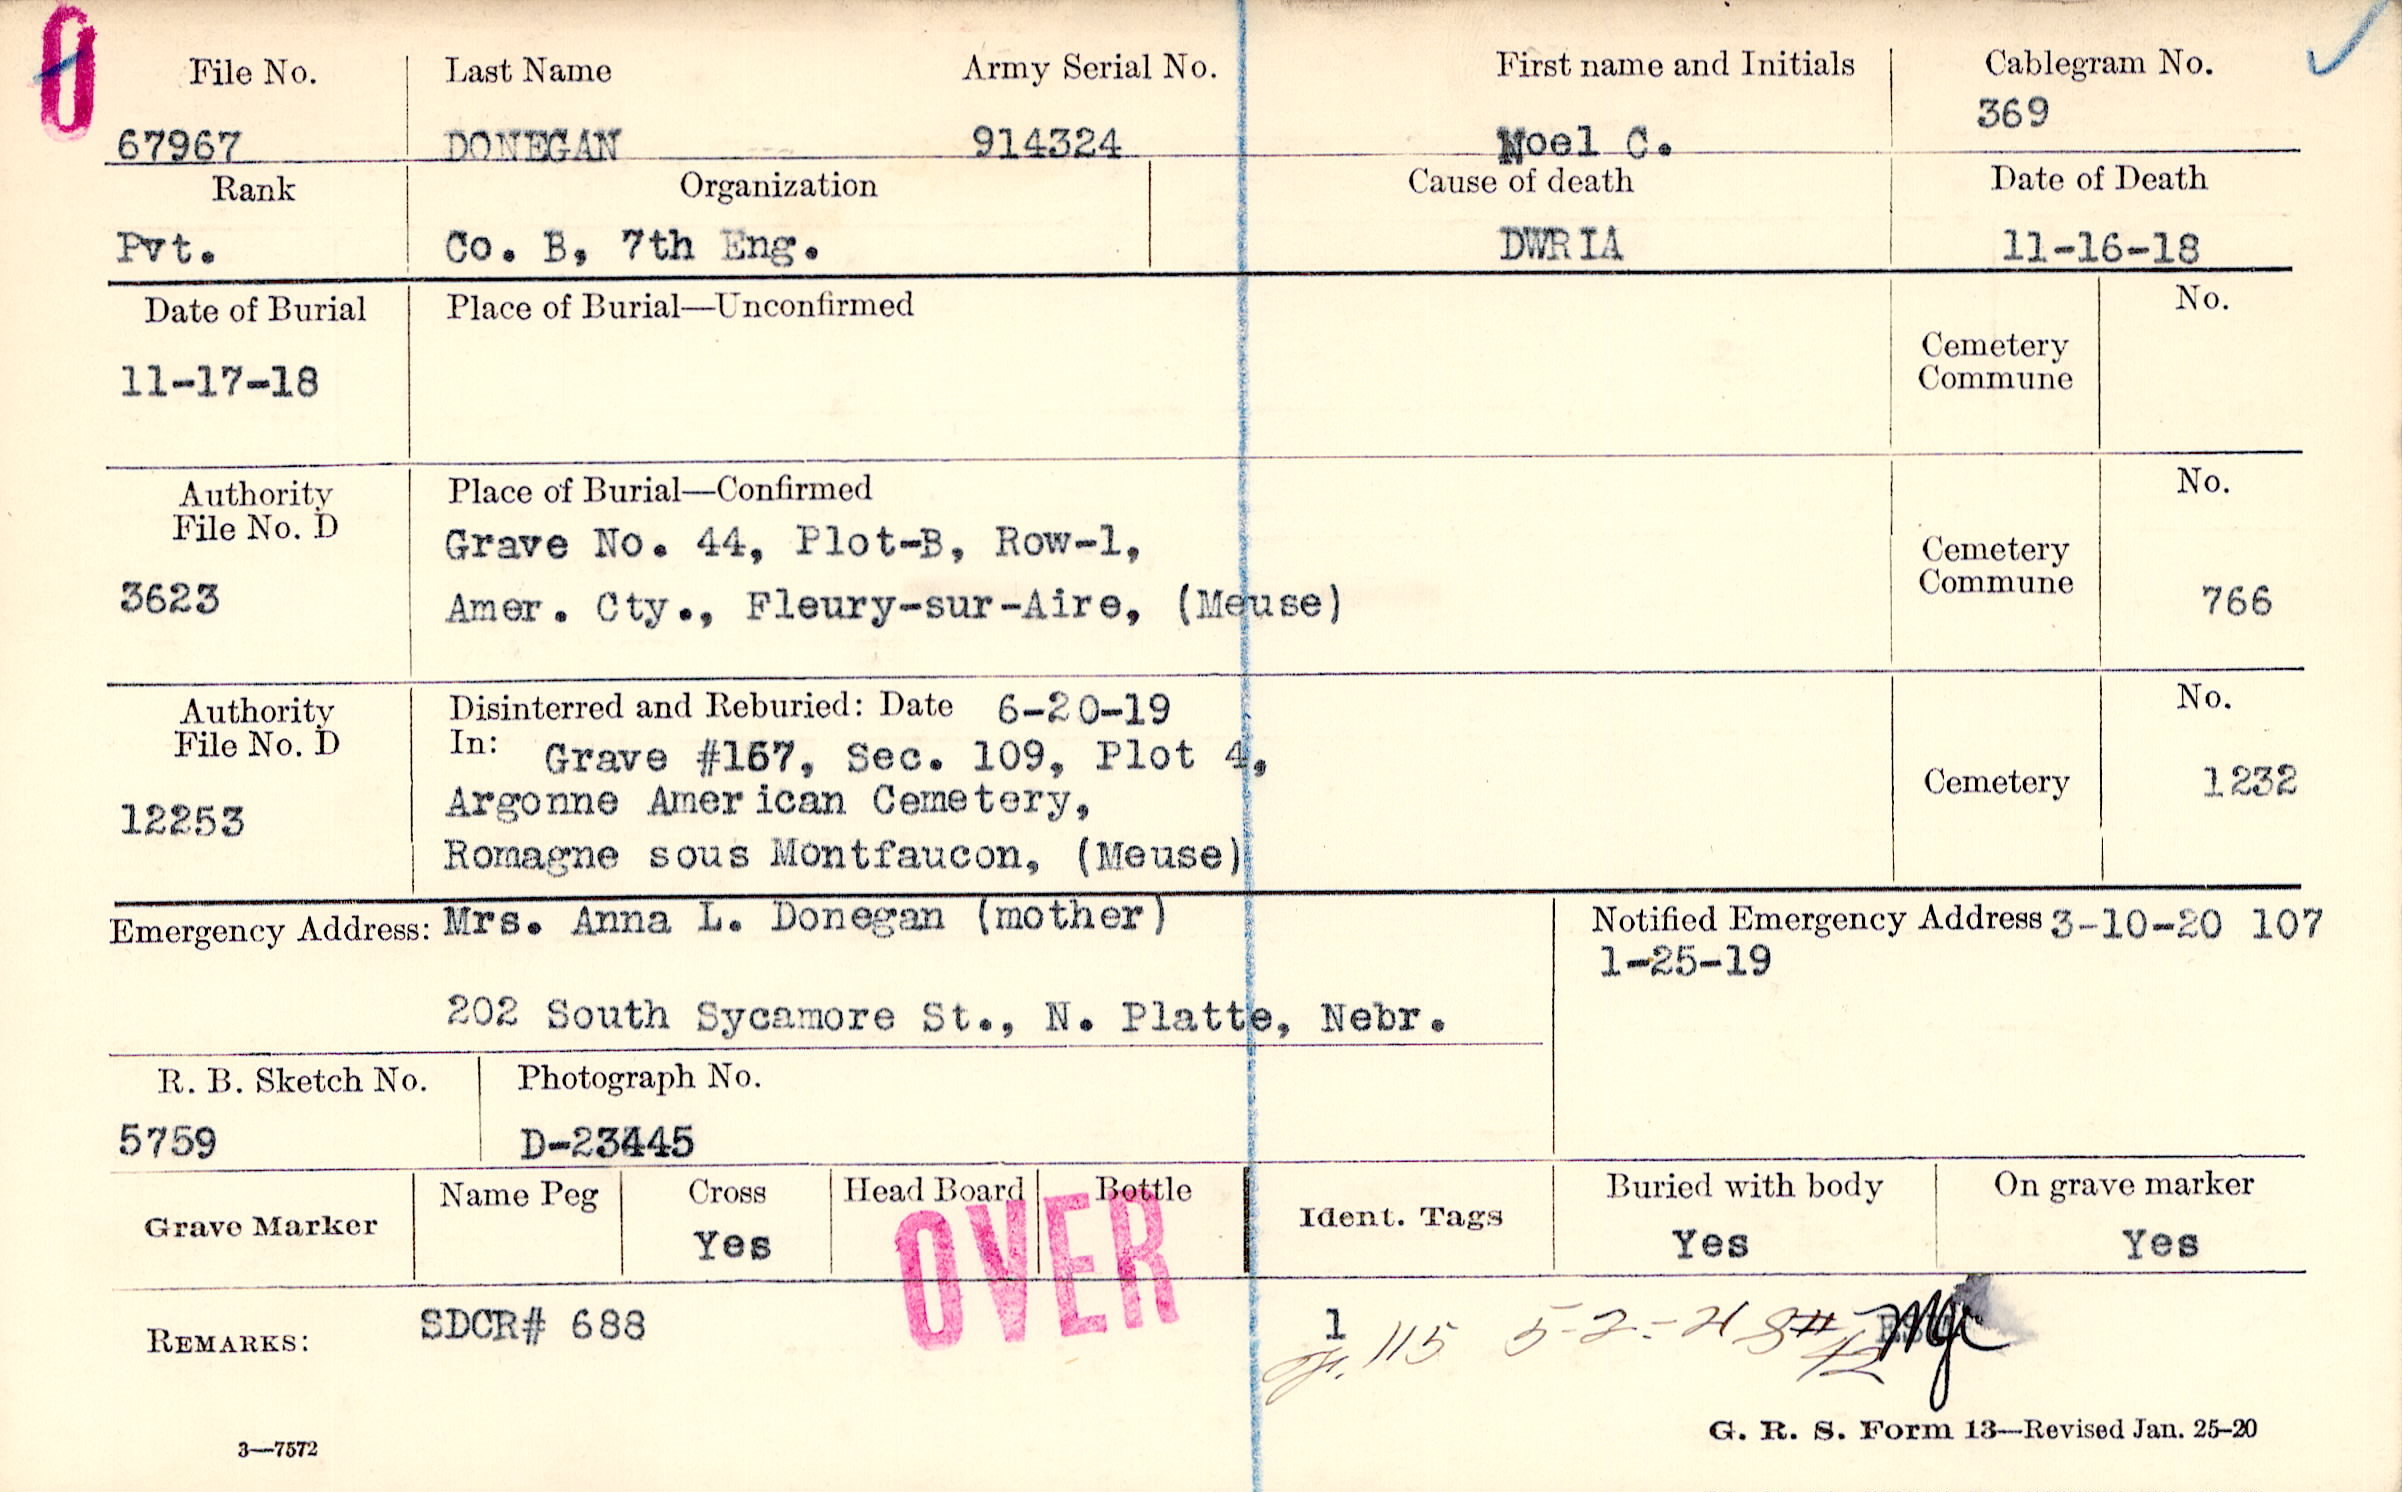 File No. Last Name Army Serial No. First name and Initials Cablegram No.
67967 DONEGAN 914324 Noel C. 369
Rank Organization Cause of death Date of Death
Pvt. Co. B, 7th Eng. DWRIA 11-16-18
Date of Burial Place of Burial—Unconfirmed No.
Cemetery
Commune
11-17-18
Authority
File No. D
Place of Burial—Confirmed No.
Grave No. 44, Plot-B, Row-1,
Cemetery
Commune
3623 Amer. Cty., Fleury-sur-Aire, (Meuse) 766
Authority
File No. D
Disinterred and Reburied: Date 6-20-19 No.
In: Grave #157, Sec. 109, Plot 4,
12253 Argonne American Cemetery, Cemetery 1232
Romagne sous Montfaucon, (Meuse)
Emergency Address: Mrs. Anna L. Donegan (mother)
202 South Sycamore St., N. Platte, Nebr.
Notified Emergency Address 3-10-20 107
1-25-19
R. B. Sketch No. Photograph No.
5759 D-23445
Grave Marker Name Peg Cross Head Board Bottle Ident. Tags Buried with body On grave marker
Yes Yes Yes
OVER
REMARKS: SDCR# 688 1
115 5-2-21 S# 42
3—7572 G. R. S. Form 13—Revised Jan. 25-20